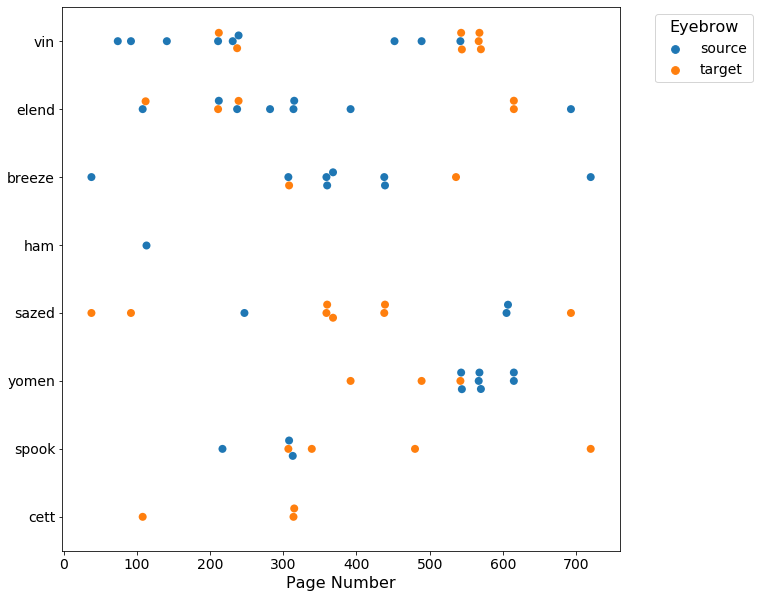 Eyebrow
source
target
vin
elend
breeze
ham
sazed
yomen
spook
cett
0 100 200 300 400 500 600 700
Page Number